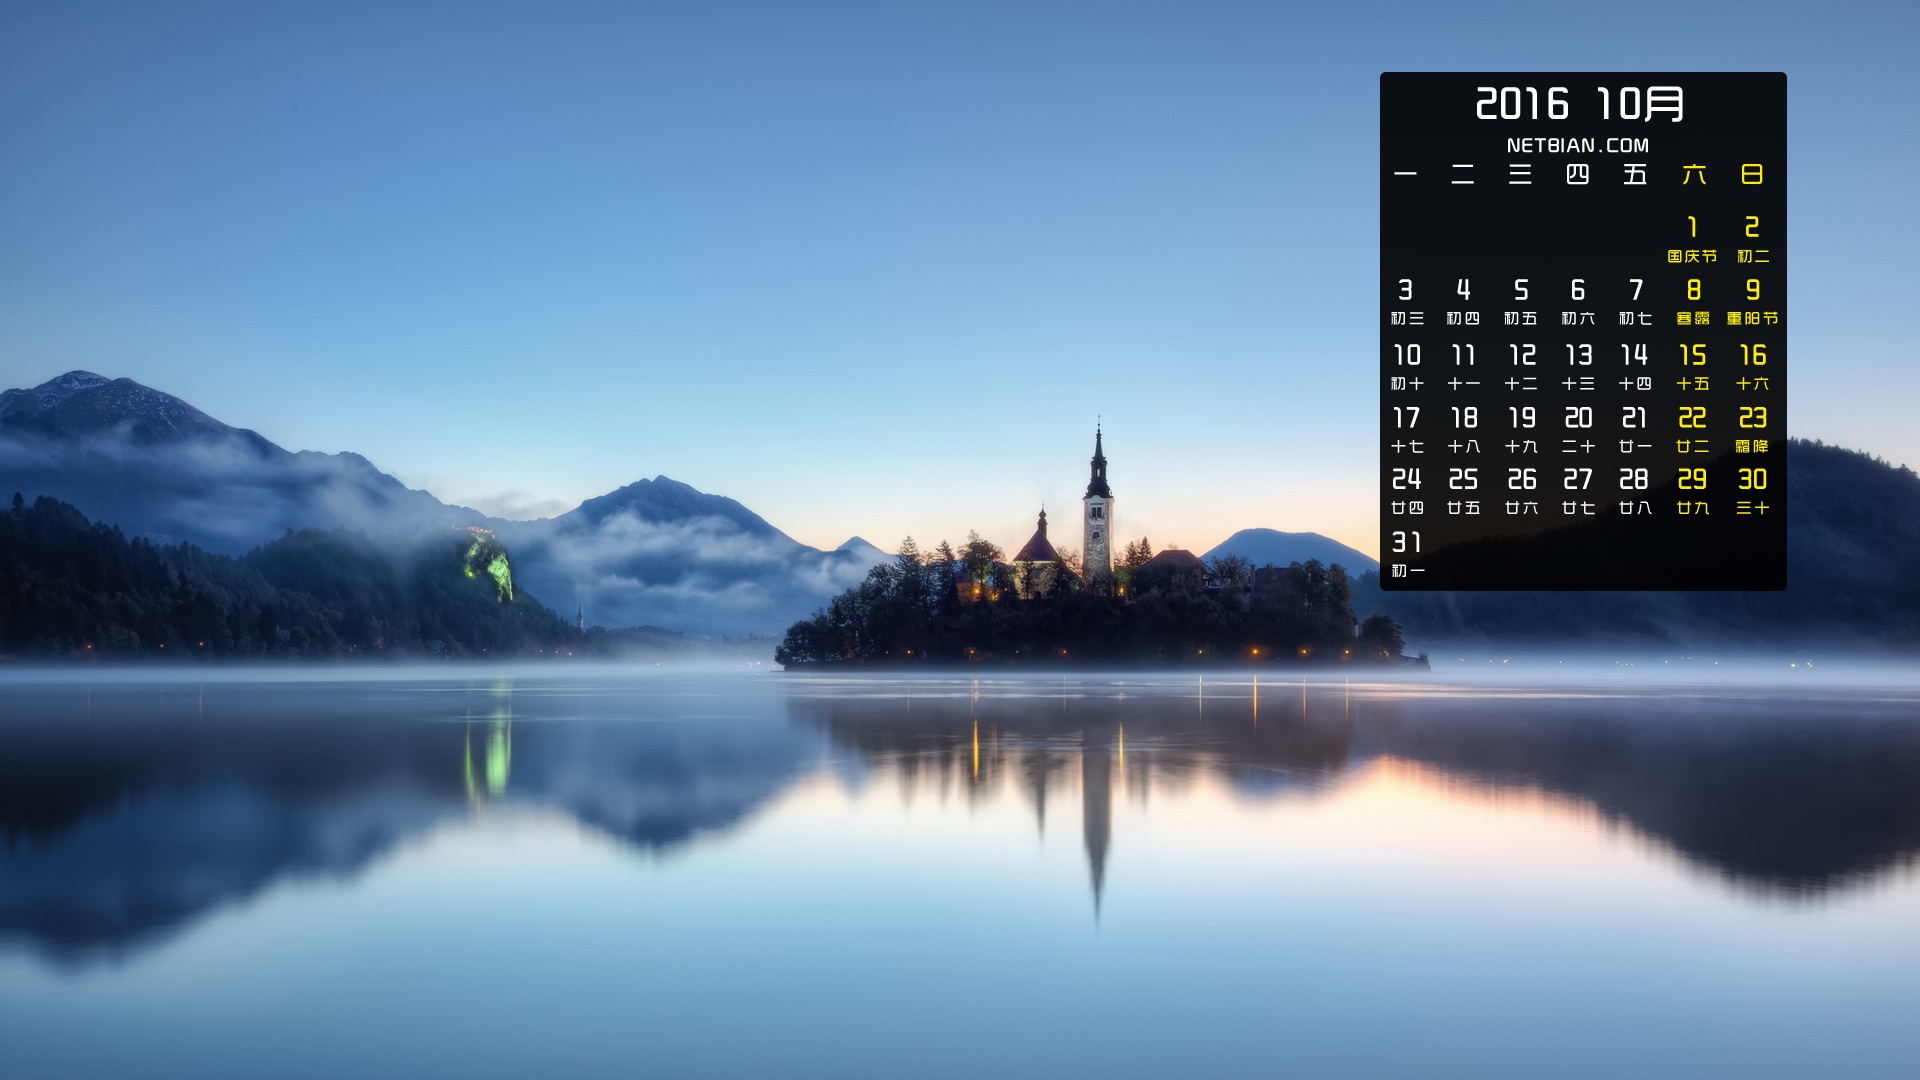 2016 10月
NETBIAN.COM
一 二 三 四 五 六 日
1 2
国庆节 初二
3 4 5 6 7 8 9
初三 初四 初五 初六 初七 寒露 重阳节
10 11 12 13 14 15 16
初十 十一 十二 十三 十四 十五 十六
17 18 19 20 21 22 23
十七 十八 十九 二十 廿一 廿二 霜降
24 25 26 27 28 29 30
廿四 廿五 廿六 廿七 廿八 廿九 三十
31
初一